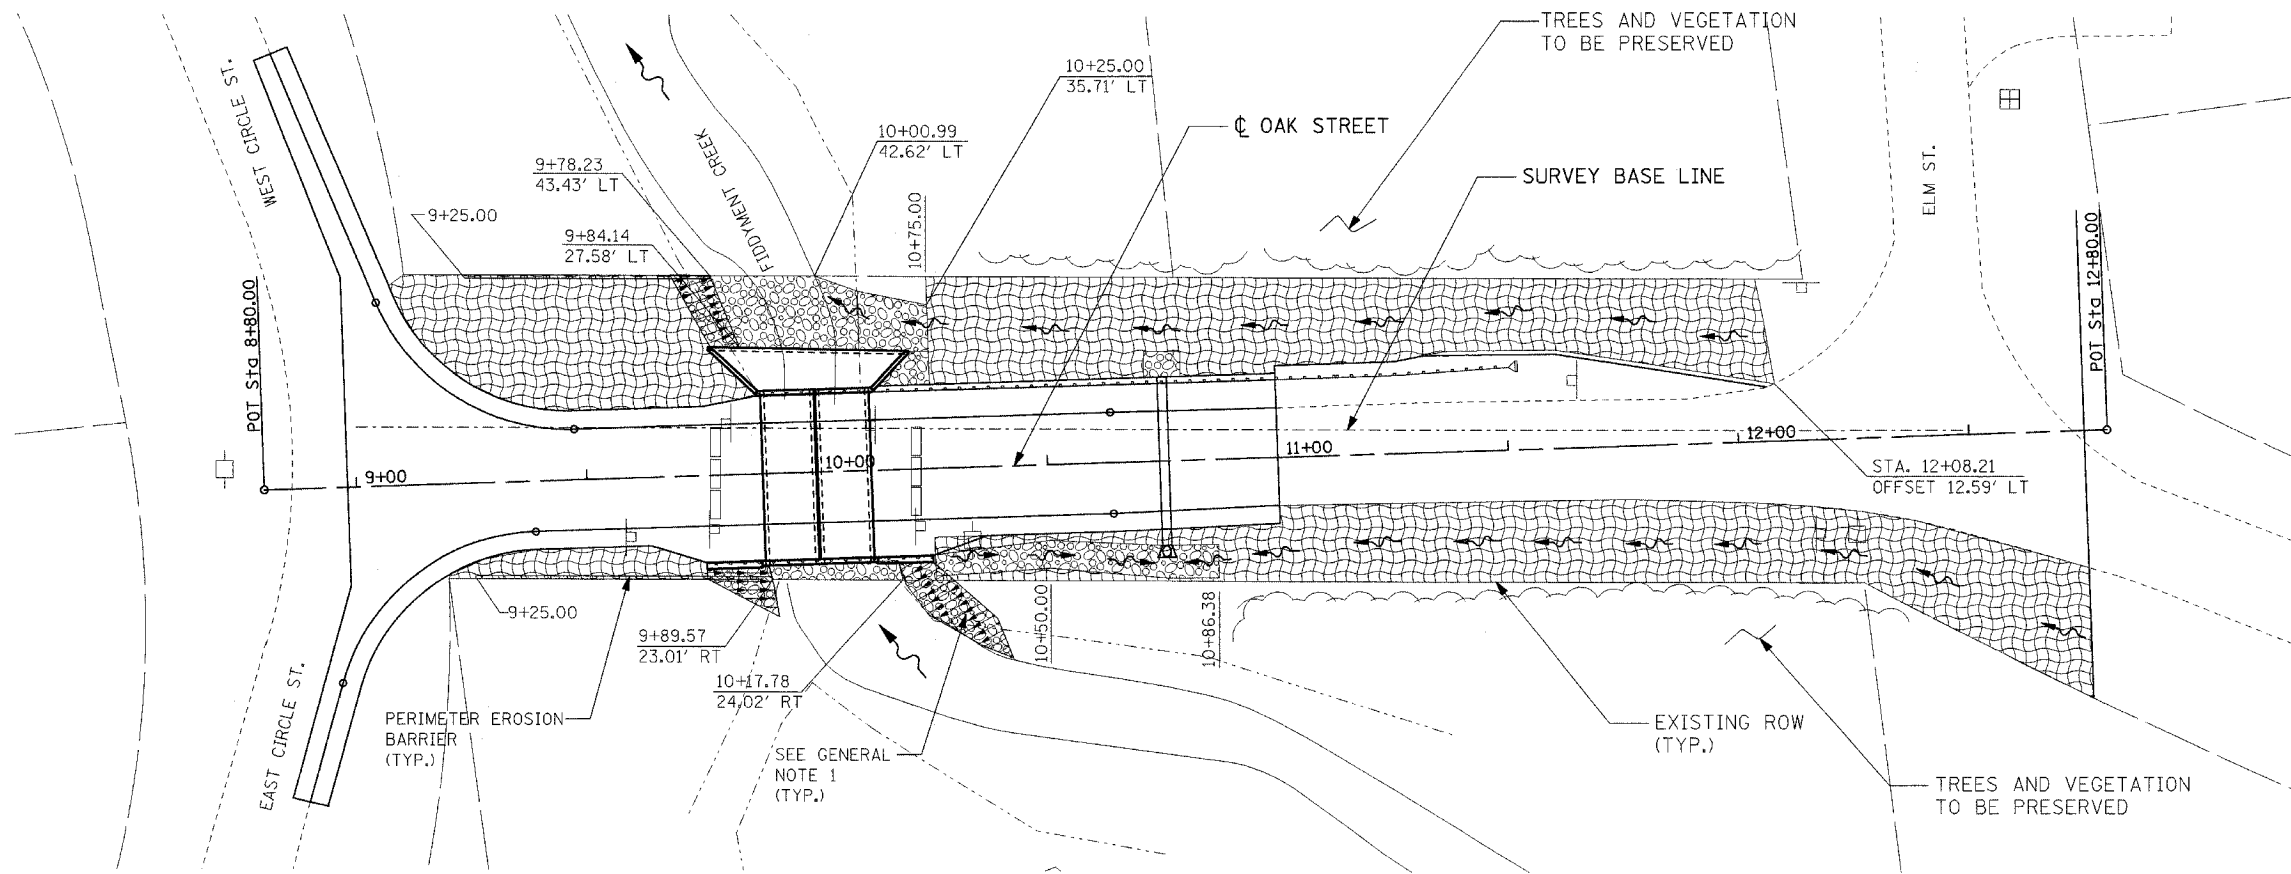 TREES AND VEGETATION
TO BE PRESERVED
WEST CIRCLE ST.
10+25.00
35.71' LT
℄ OAK STREET
10+00.99
42.62' LT
FIDDYMENT CREEK
9+78.23
43.43' LT
SURVEY BASE LINE
ELM ST.
9+25.00
9+84.14
27.58' LT
10+75.00
POT Sta 8+80.00
POT Sta 12+80.00
9+00
10+00
11+00
12+00
STA. 12+08.21
OFFSET 12.59' LT
9+25.00
9+89.57
23.01' RT
10+50.00
10+86.38
10+17.78
24.02' RT
EAST CIRCLE ST.
PERIMETER EROSION
BARRIER
(TYP.)
SEE GENERAL
NOTE 1
(TYP.)
EXISTING ROW
(TYP.)
TREES AND VEGETATION
TO BE PRESERVED